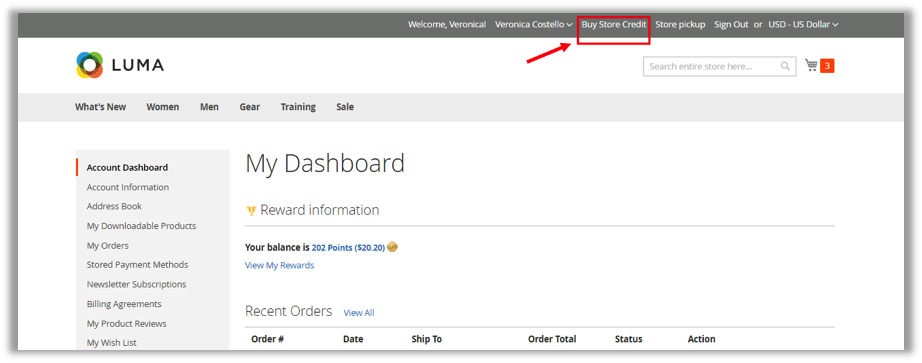 Welcome, Veronica! Veronica Costello Buy Store Credit Store pickup Sign Out or USD - US Dollar
LUMA
Search entire store here...
3
What's New Women Men Gear Training Sale
Account Dashboard
Account Information
Address Book
My Downloadable Products
My Orders
Stored Payment Methods
Newsletter Subscriptions
Billing Agreements
My Product Reviews
My Wish List
My Dashboard
Reward information
Your balance is 202 Points ($20.20)
View My Rewards
Recent Orders View All
Order # Date Ship To Order Total Status Action